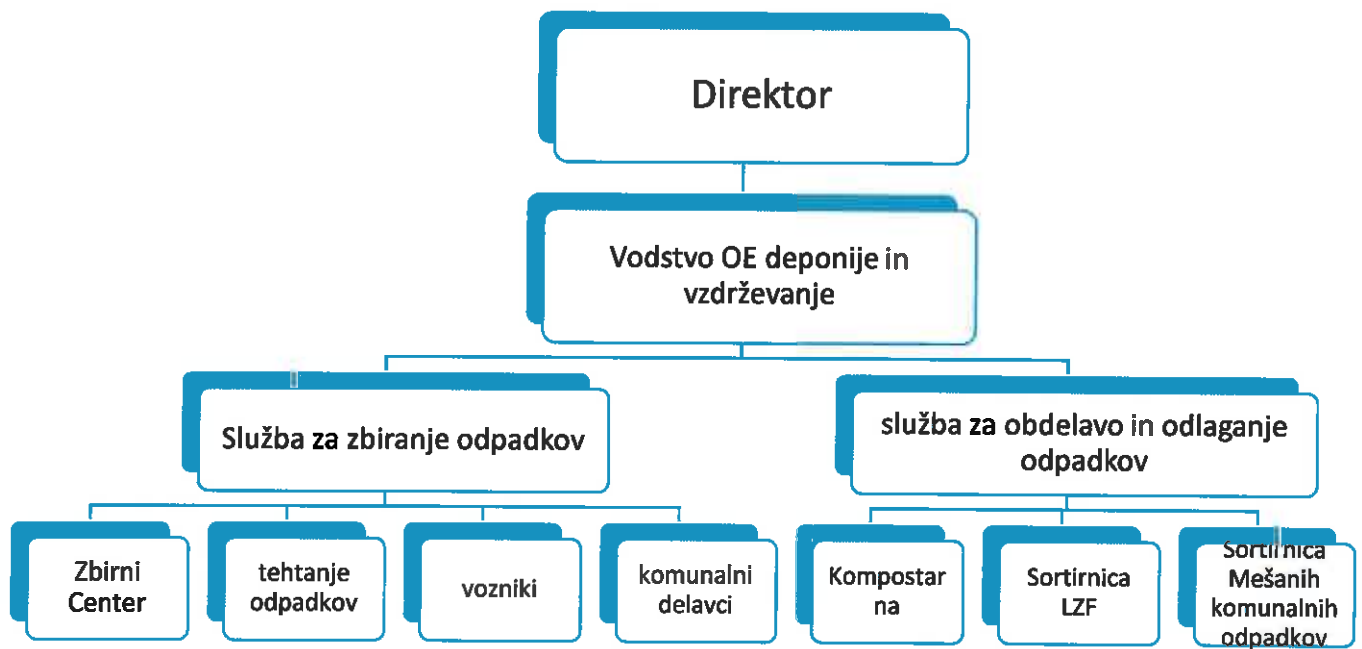 Direktor
Vodstvo OE deponije in
vzdrževanje
Služba za zbiranje odpadkov
služba za obdelavo in odlaganje
odpadkov
Zbirni
Center
tehtanje
odpadkov
vozniki
komunalni
delavci
Kompostar
na
Sortirnica
LZF
Sortirnica
Mešanih
komunalnih
odpadkov